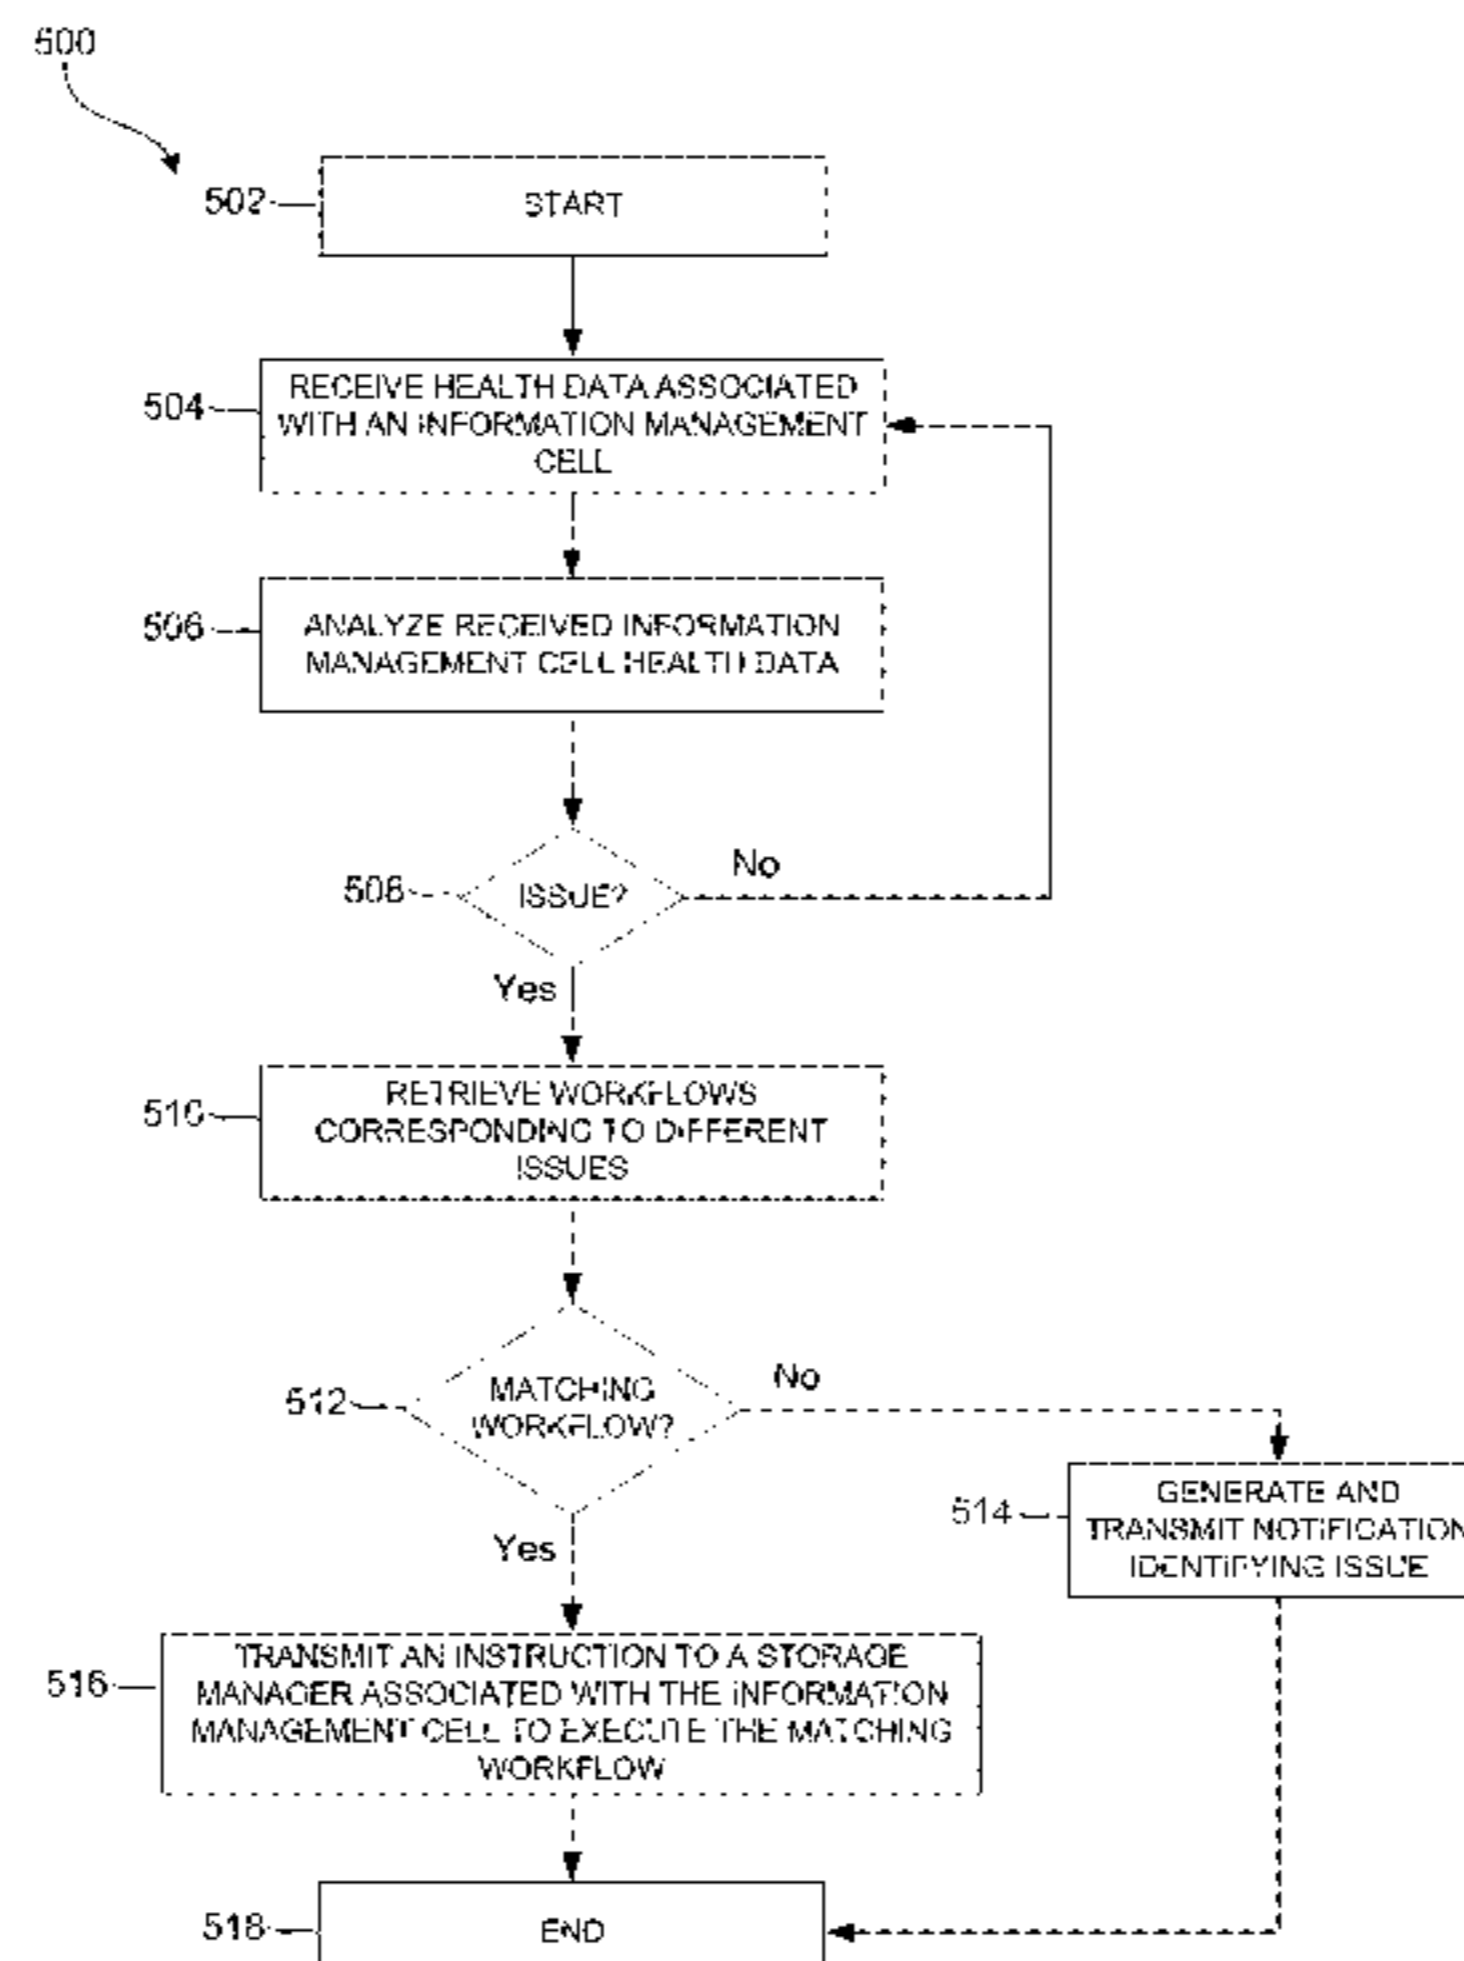 500
502
START
504
RECEIVE HEALTH DATA ASSOCIATED
WITH AN INFORMATION MANAGEMENT
CELL
506
ANALYZE RECEIVED INFORMATION
MANAGEMENT CELL HEALTH DATA
508
ISSUE?
No
Yes
510
RETRIEVE WORKFLOWS
CORRESPONDING TO DIFFERENT
ISSUES
512
MATCHING
WORKFLOW?
No
Yes
514
GENERATE AND
TRANSMIT NOTIFICATION
IDENTIFYING ISSUE
516
TRANSMIT AN INSTRUCTION TO A STORAGE
MANAGER ASSOCIATED WITH THE INFORMATION
MANAGEMENT CELL TO EXECUTE THE MATCHING
WORKFLOW
518
END